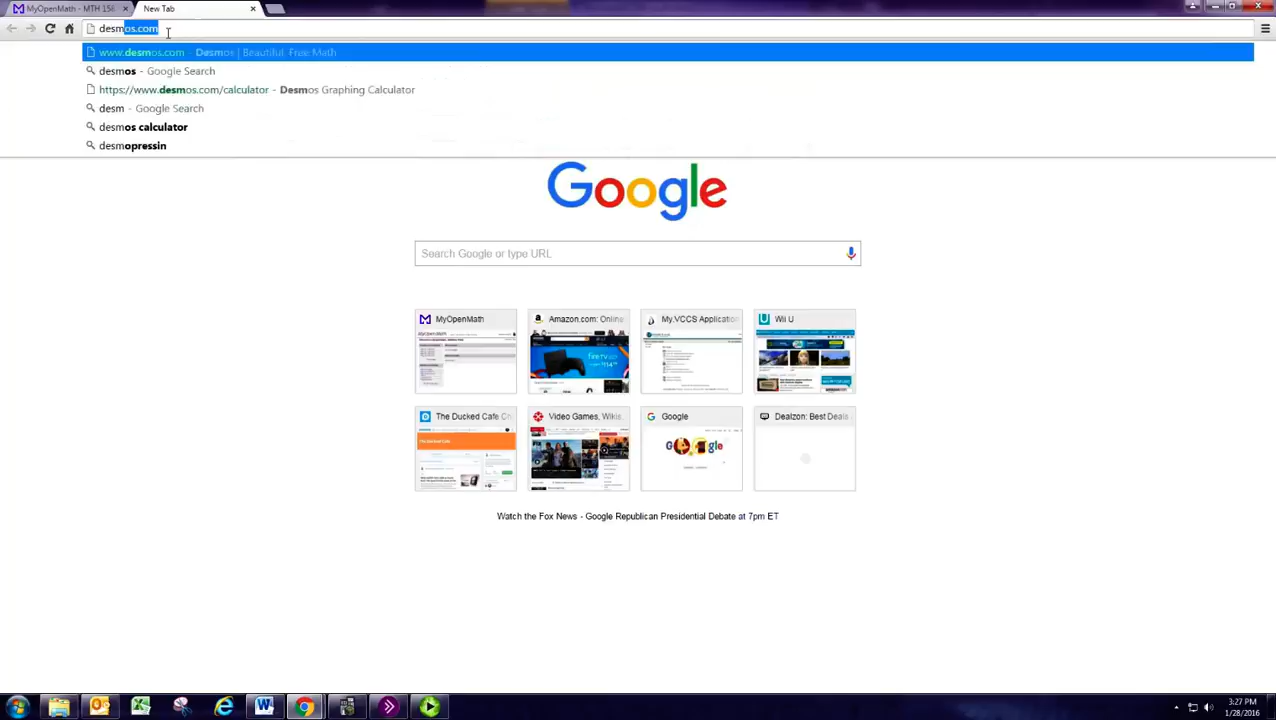 MyOpenMath - MTH 158
New Tab
desmos.com
www.desmos.com - Desmos | Beautiful, Free Math
desmos - Google Search
https://www.desmos.com/calculator - Desmos Graphing Calculator
desm - Google Search
desmos calculator
desmopressin
Google
Search Google or type URL
MyOpenMath
Amazon.com: Online
My.VCCS Application
Wii U
The Ducked Cafe Co
Video Games, Wikis,
Google
Dealzon: Best Deals
Watch the Fox News - Google Republican Presidential Debate at 7pm ET
3:27 PM
1/28/2016